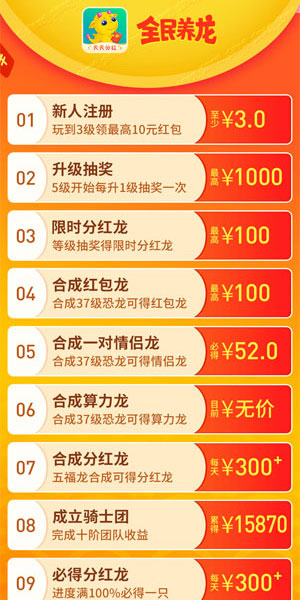 天天分红
全民养龙
01
新人注册
玩到3级领最高10元红包
至少 ¥3.0
02
升级抽奖
5级开始每升1级抽奖一次
最高 ¥1000
03
限时分红龙
等级抽奖得限时分红龙
最高 ¥100
04
合成红包龙
合成37级恐龙可得红包龙
最高 ¥100
05
合成一对情侣龙
合成37级恐龙可得情侣龙
必得 ¥52.0
06
合成算力龙
合成37级恐龙可得算力龙
目前 ¥无价
07
合成分红龙
五福龙合成可得分红龙
每天 ¥300+
08
成立骑士团
完成十阶团队收益
累得 ¥15870
09
必得分红龙
进度满100%必得一只
每天 ¥300+